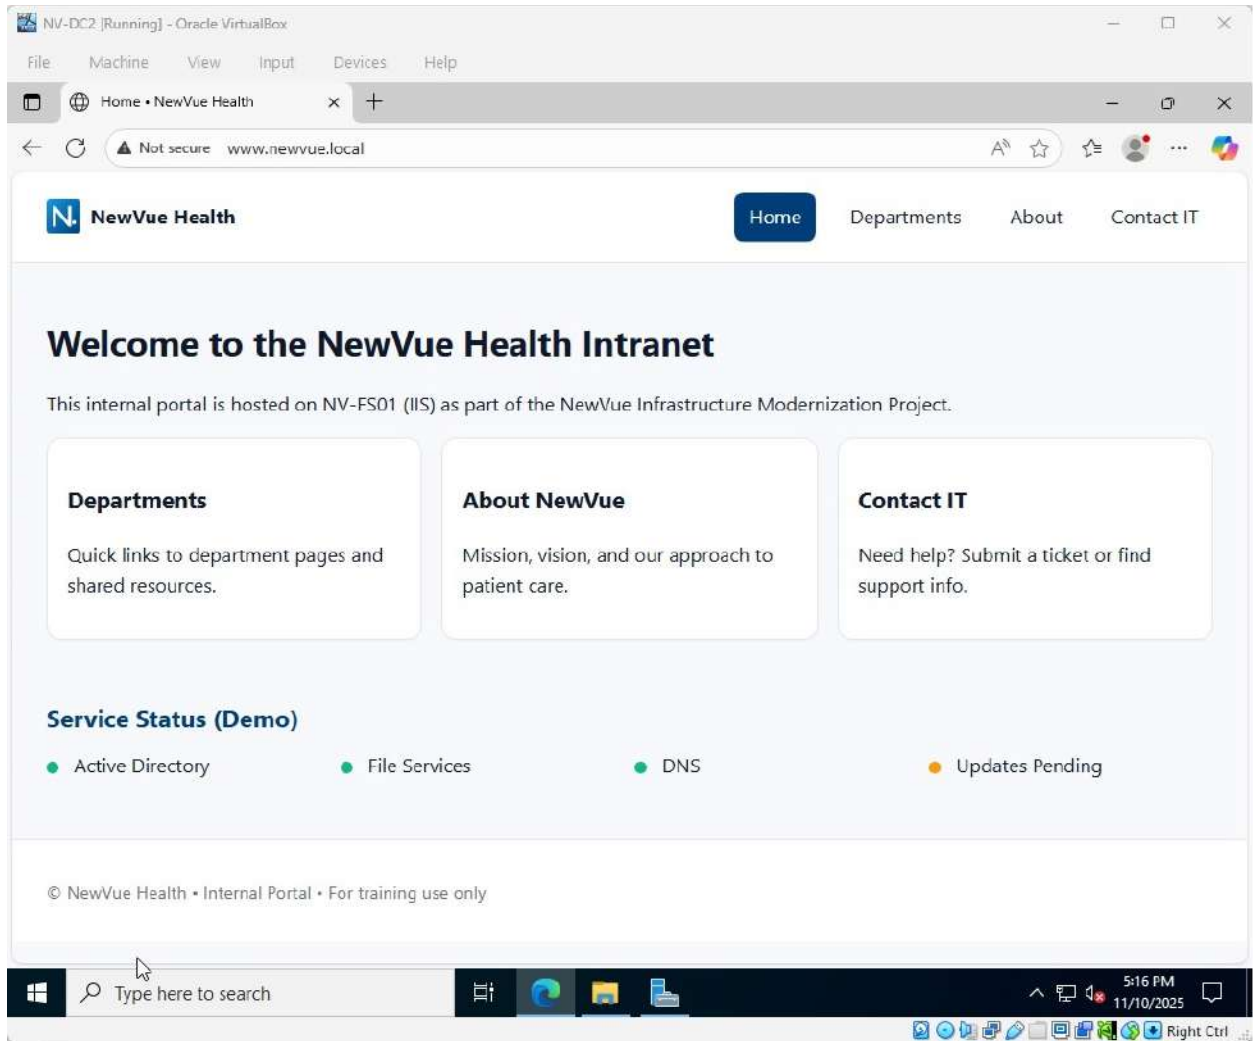 NV-DC2 [Running] - Oracle VirtualBox
File Machine View Input Devices Help
Home • NewVue Health
Not secure www.newvue.local
N. NewVue Health Home Departments About Contact IT
Welcome to the NewVue Health Intranet
This internal portal is hosted on NV-FS01 (IIS) as part of the NewVue Infrastructure Modernization Project.
Departments
Quick links to department pages and
shared resources.
About NewVue
Mission, vision, and our approach to
patient care.
Contact IT
Need help? Submit a ticket or find
support info.
Service Status (Demo)
Active Directory File Services DNS Updates Pending
© NewVue Health • Internal Portal • For training use only
Type here to search
5:16 PM
11/10/2025
Right Ctrl